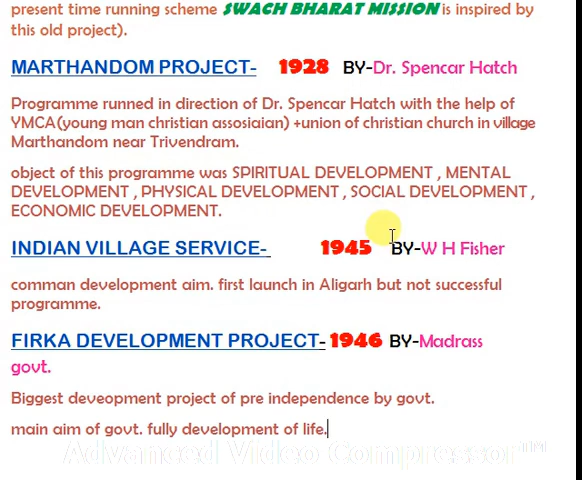 present time running scheme SWACH BHARAT MISSION is inspired by
this old project).
MARTHANDOM PROJECT- 1928 BY-Dr. Spencar Hatch
Programme runned in direction of Dr. Spencar Hatch with the help of
YMCA(young man christian assosiaian) +union of christian church in village
Marthandom near Trivendram.
object of this programme was SPIRITUAL DEVELOPMENT , MENTAL
DEVELOPMENT , PHYSICAL DEVELOPMENT , SOCIAL DEVELOPMENT ,
ECONOMIC DEVELOPMENT.
INDIAN VILLAGE SERVICE- 1945 BY-W H Fisher
comman development aim. first launch in Aligarh but not successful
programme.
FIRKA DEVELOPMENT PROJECT- 1946 BY-Madrass
govt.
Biggest deveopment project of pre independence by govt.
main aim of govt. fully development of life.
Advanced Video Compressor™